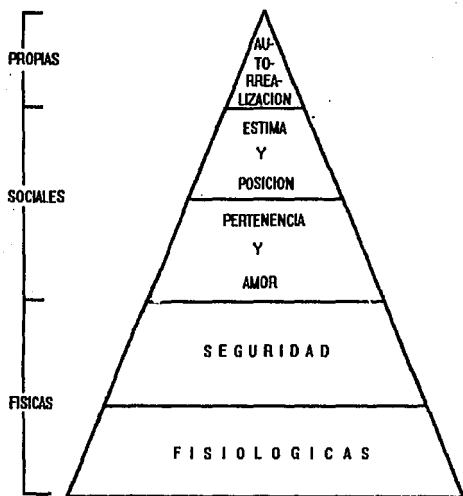 PROPIAS
AU-
TO-
RREA-
LIZACION
ESTIMA
Y
POSICION
SOCIALES
PERTENENCIA
Y
AMOR
SEGURIDAD
FISICAS
FISIOLOGICAS